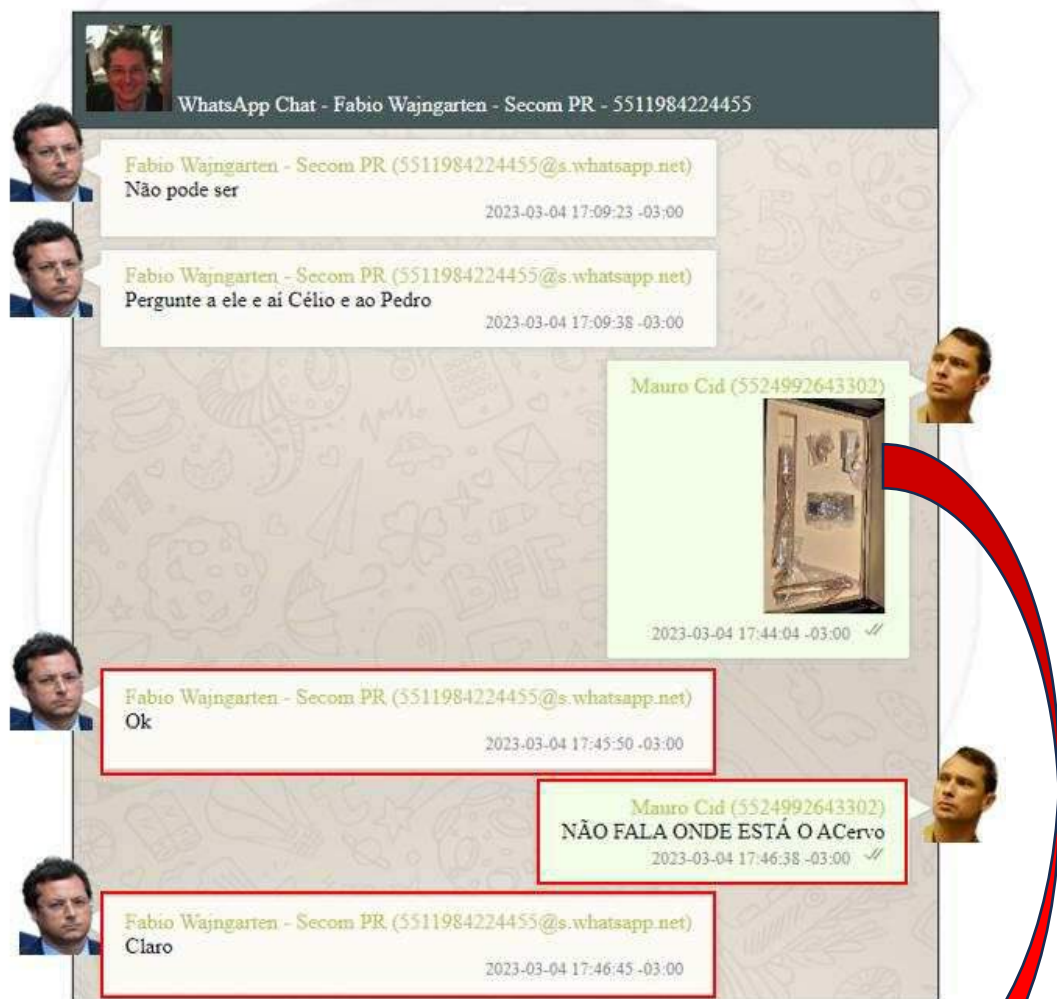 WhatsApp Chat - Fabio Wajngarten - Secom PR - 5511984224455
Fabio Wajngarten - Secom PR (5511984224455@s.whatsapp.net)
Não pode ser
2023-03-04 17:09:23 -03:00
Fabio Wajngarten - Secom PR (5511984224455@s.whatsapp.net)
Pergunte a ele e ai Célio e ao Pedro
2023-03-04 17:09:38 -03:00
Mauro Cid (5524992643302)
2023-03-04 17:44:04 -03:00
Fabio Wajngarten - Secom PR (5511984224455@s.whatsapp.net)
Ok
2023-03-04 17:45:50 -03:00
Mauro Cid (5524992643302)
NÃO FALA ONDE ESTÁ O ACervo
2023-03-04 17:46:38 -03:00
Fabio Wajngarten - Secom PR (5511984224455@s.whatsapp.net)
Claro
2023-03-04 17:46:45 -03:00